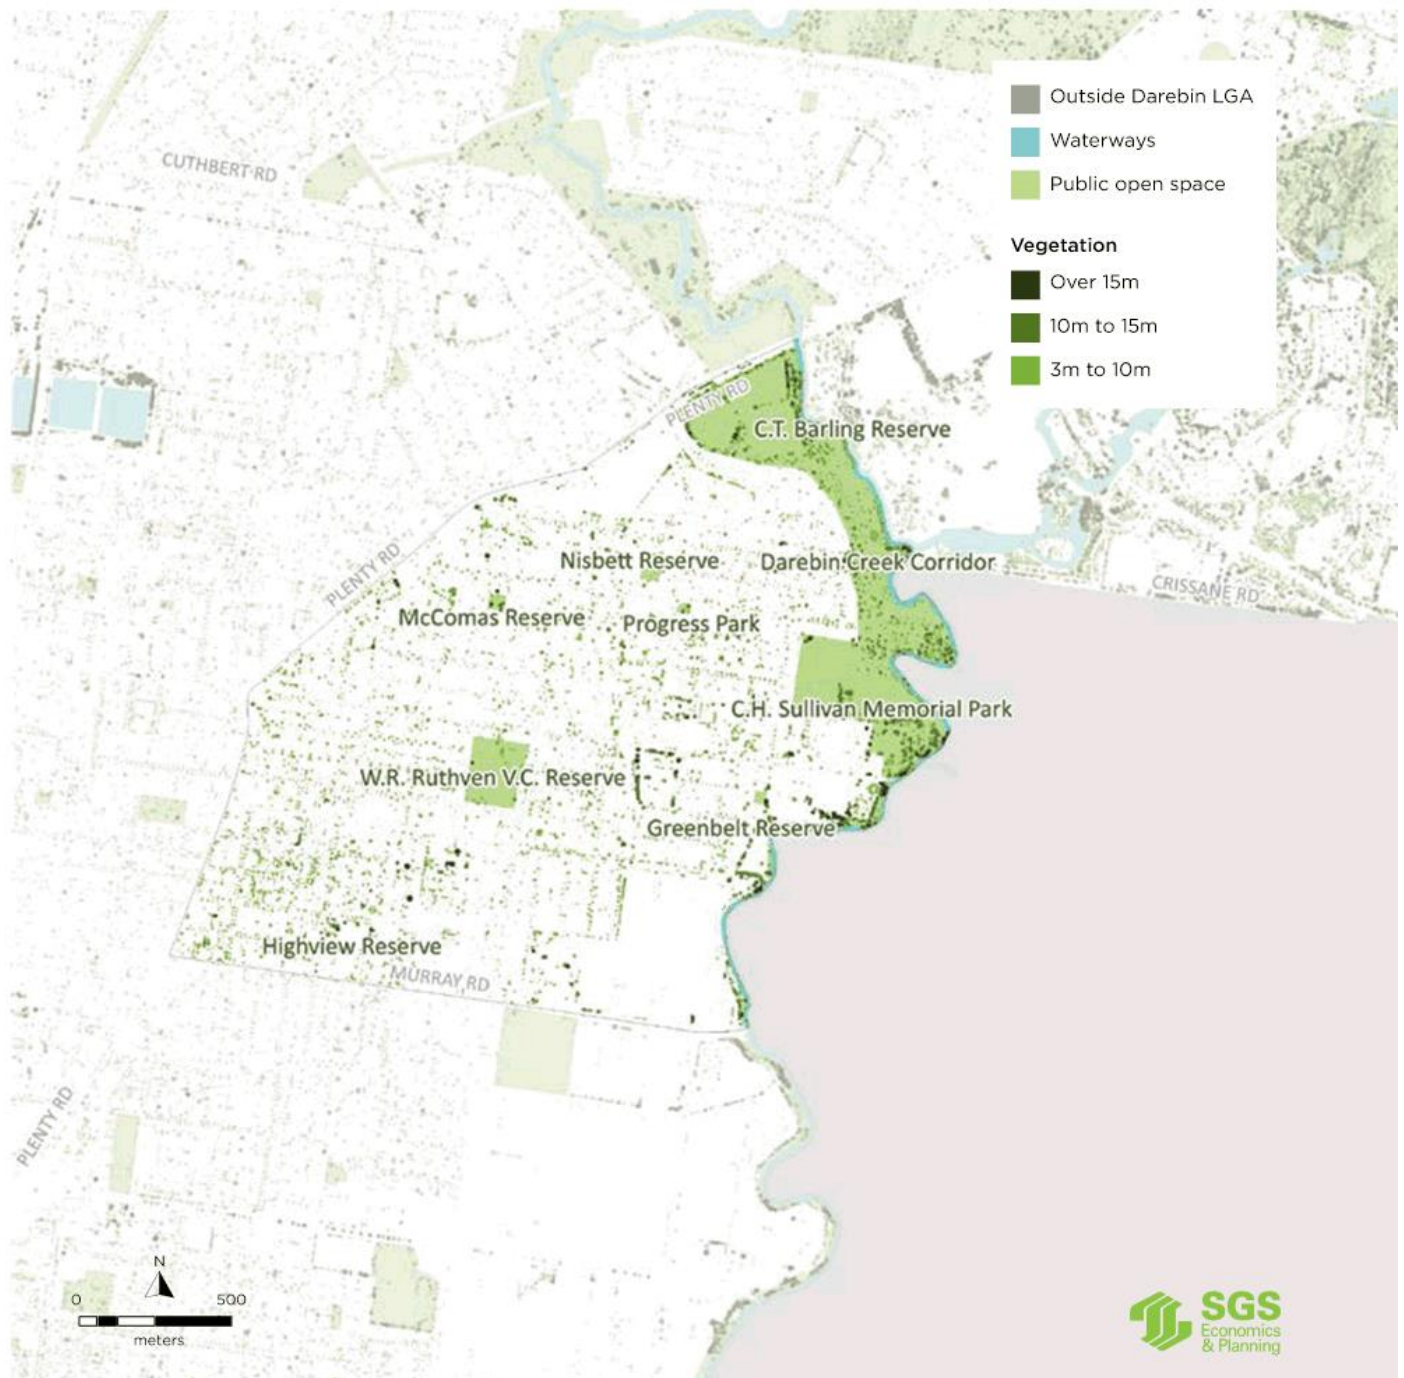 Outside Darebin LGA
Waterways
Public open space
Vegetation
Over 15m
10m to 15m
3m to 10m
CUTHBERT RD
PLENTY RD
C.T. Barling Reserve
PLENTY RD
Nisbett Reserve
Darebin Creek Corridor
CRISSANE RD
McComas Reserve
Progress Park
C.H. Sullivan Memorial Park
W.R. Ruthven V.C. Reserve
Greenbelt Reserve
Highview Reserve
MURRAY RD
PLENTY RD
N
0 500
meters
SGS
Economics
& Planning